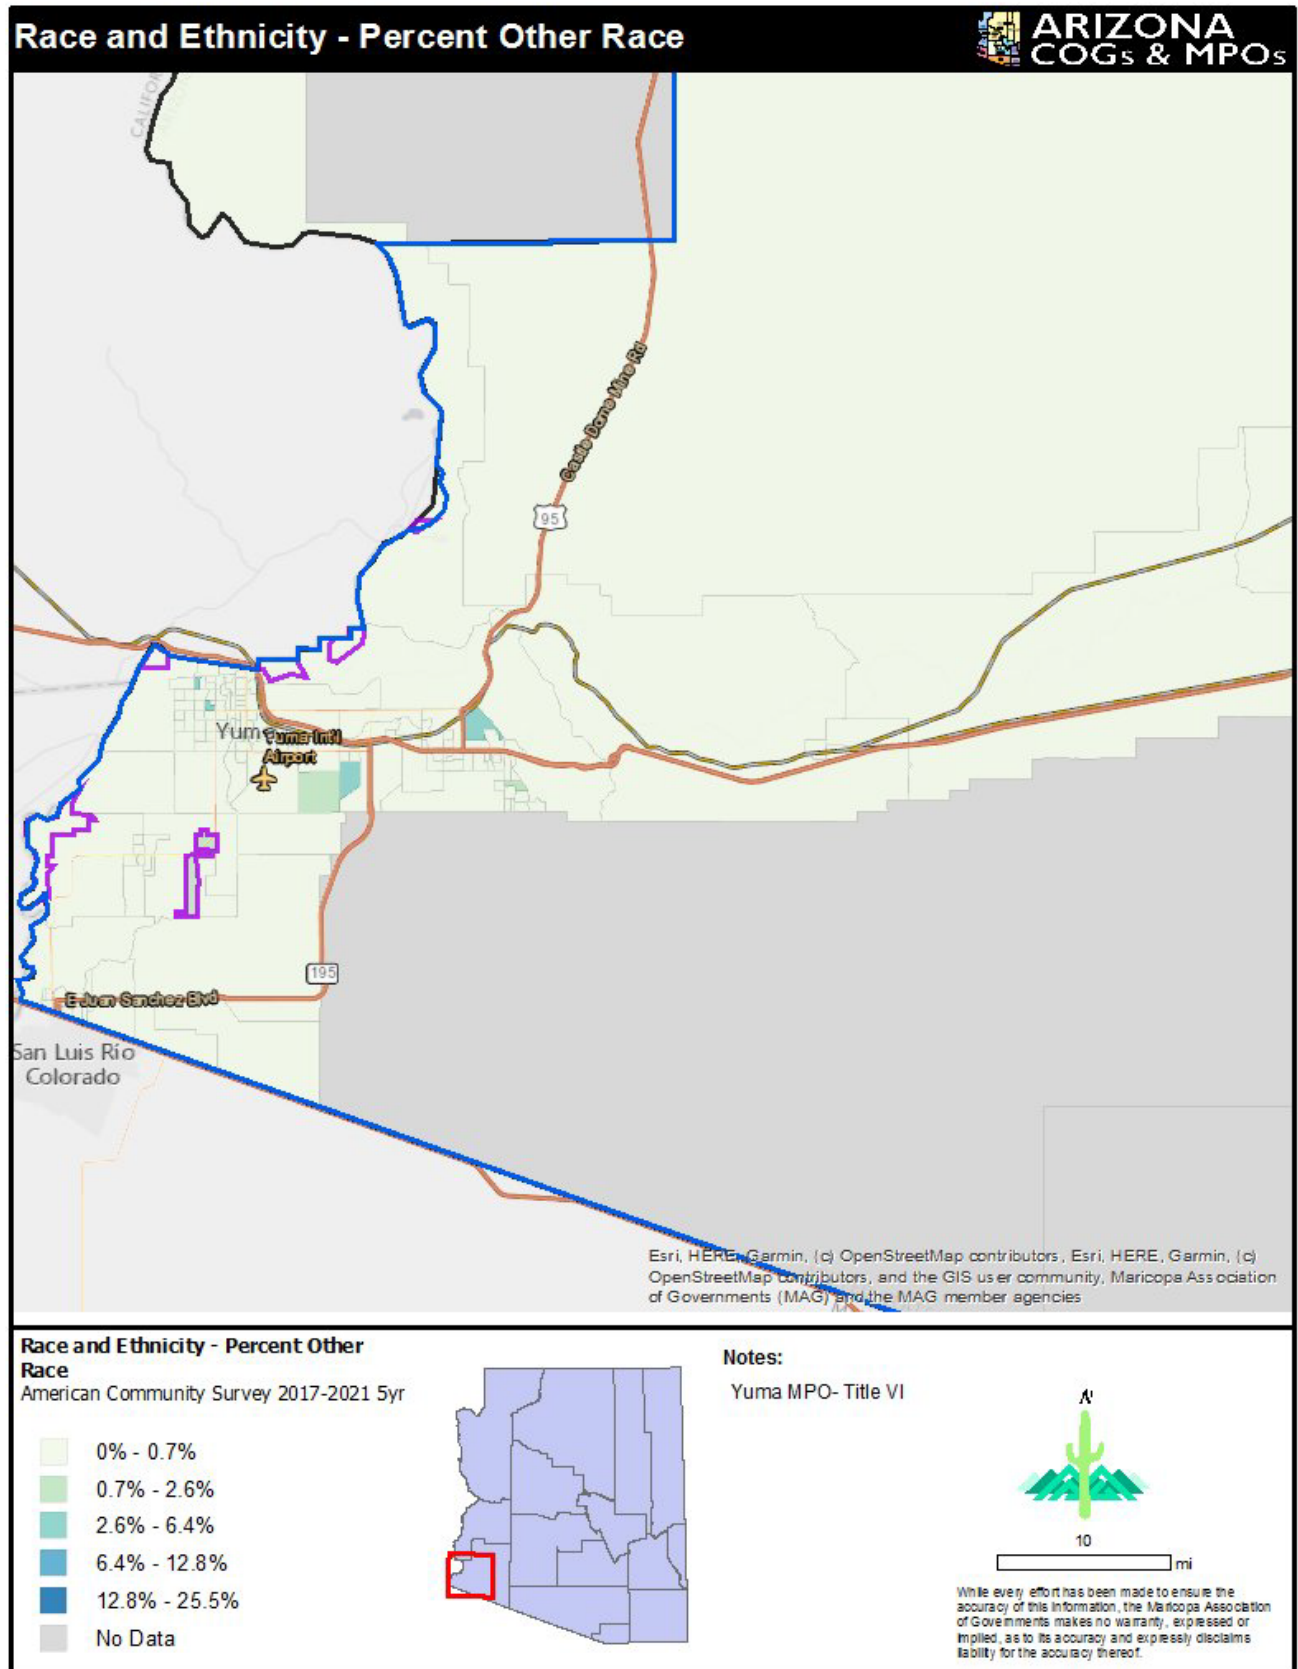 Race and Ethnicity - Percent Other Race
ARIZONA
COGs & MPOs
Castle Dome Mine Rd
95
Yuma Int'l
Airport
195
E Juan Sanchez Blvd
San Luis Río
Colorado
Esri, HERE, Garmin, (c) OpenStreetMap contributors, Esri, HERE, Garmin, (c)
OpenStreetMap contributors, and the GIS user community, Maricopa Association
of Governments (MAG) and the MAG member agencies
Race and Ethnicity - Percent Other
Race
American Community Survey 2017-2021 5yr
0% - 0.7%
0.7% - 2.6%
2.6% - 6.4%
6.4% - 12.8%
12.8% - 25.5%
No Data
Notes:
Yuma MPO- Title VI
N
10
mi
While every effort has been made to ensure the
accuracy of this information, the Maricopa Association
of Governments makes no warranty, expressed or
implied, as to its accuracy and expressly disclaims
liability for the accuracy thereof.